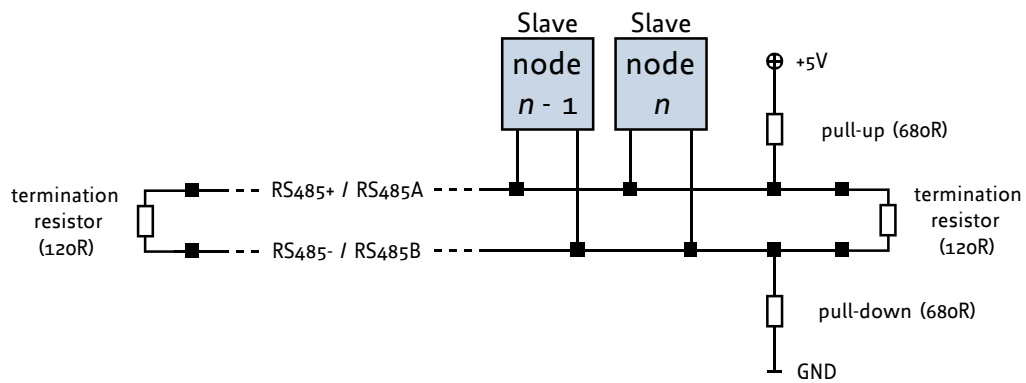 Slave
node
n - 1
Slave
node
n
+5V
pull-up (680R)
termination
resistor
(120R)
RS485+ / RS485A
RS485- / RS485B
termination
resistor
(120R)
pull-down (680R)
GND